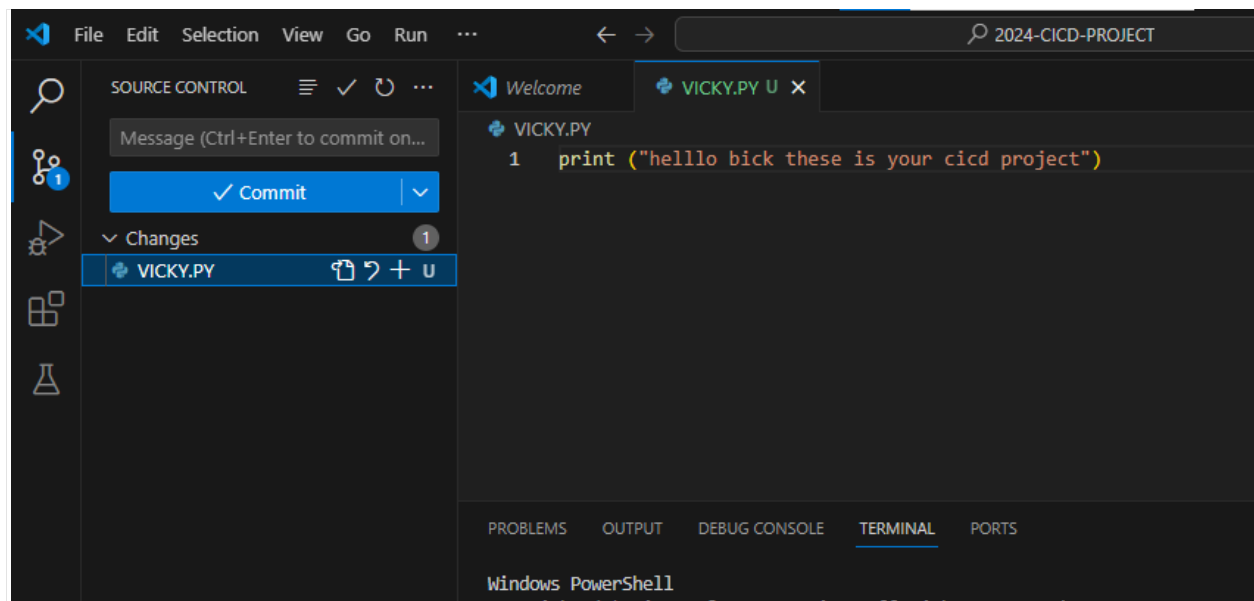 File Edit Selection View Go Run ... 2024-CICD-PROJECT
SOURCE CONTROL
Welcome VICKY.PY U
Message (Ctrl+Enter to commit on...
VICKY.PY
1 print ("helllo bick these is your cicd project")
1
Commit
Changes 1
VICKY.PY U
PROBLEMS OUTPUT DEBUG CONSOLE TERMINAL PORTS
Windows PowerShell